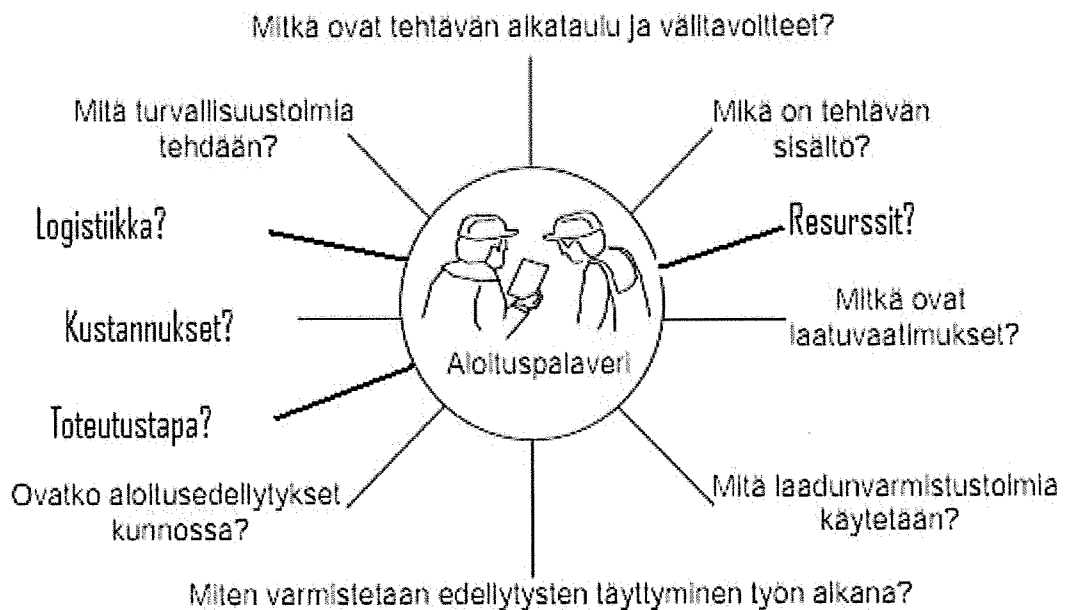 Mitkä ovat tehtävän aikataulu ja välitavoitteet?
Mitä turvallisuustoimia
tehdään?
Mikä on tehtävän
sisältö?
Logistiikka?
Resurssit?
Kustannukset?
Mitkä ovat
laatuvaatimukset?
Aloituspalaveri
Toteutustapa?
Ovatko aloitusedellytykset
kunnossa?
Mitä laadunvarmistustoimia
käytetään?
Miten varmistetaan edellytysten täyttyminen työn aikana?